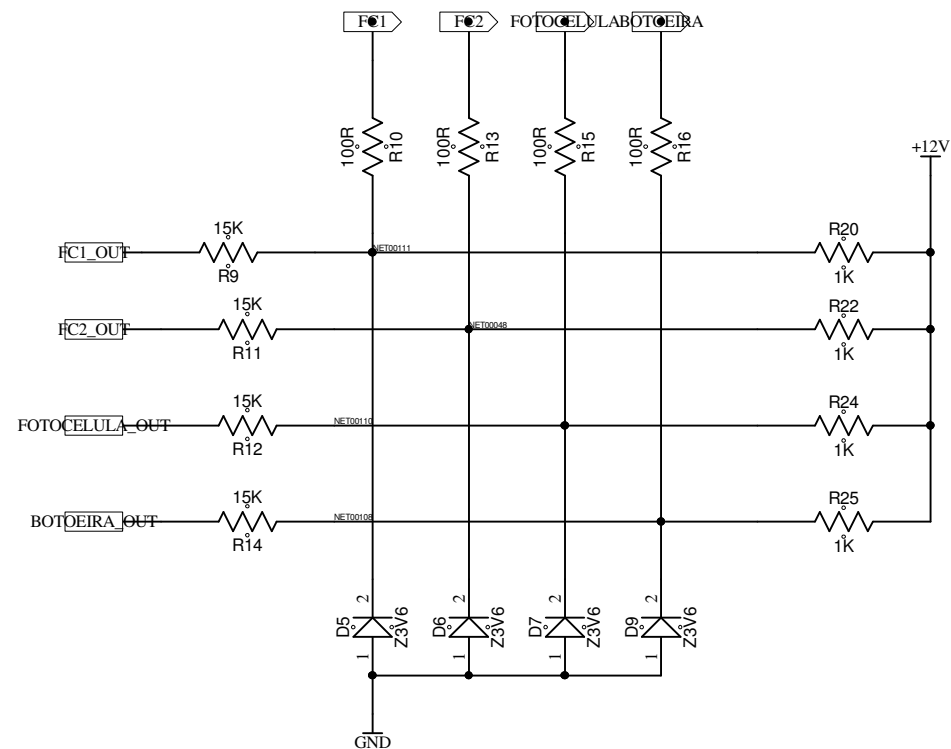 FC1 FC2 FOTOCELULA BOTOEIRA
100R R10 100R R13 100R R15 100R R16
+12V
15K R20
FC1_OUT NET00111
R9 1K
15K R22
FC2_OUT NET00048
R11 1K
15K R24
FOTOCELULA_OUT NET00110
R12 1K
15K R25
BOTOEIRA_OUT NET00108
R14 1K
2 2 2 2
D5 Z3V6 D6 Z3V6 D7 Z3V6 D9 Z3V6
1 1 1 1
GND